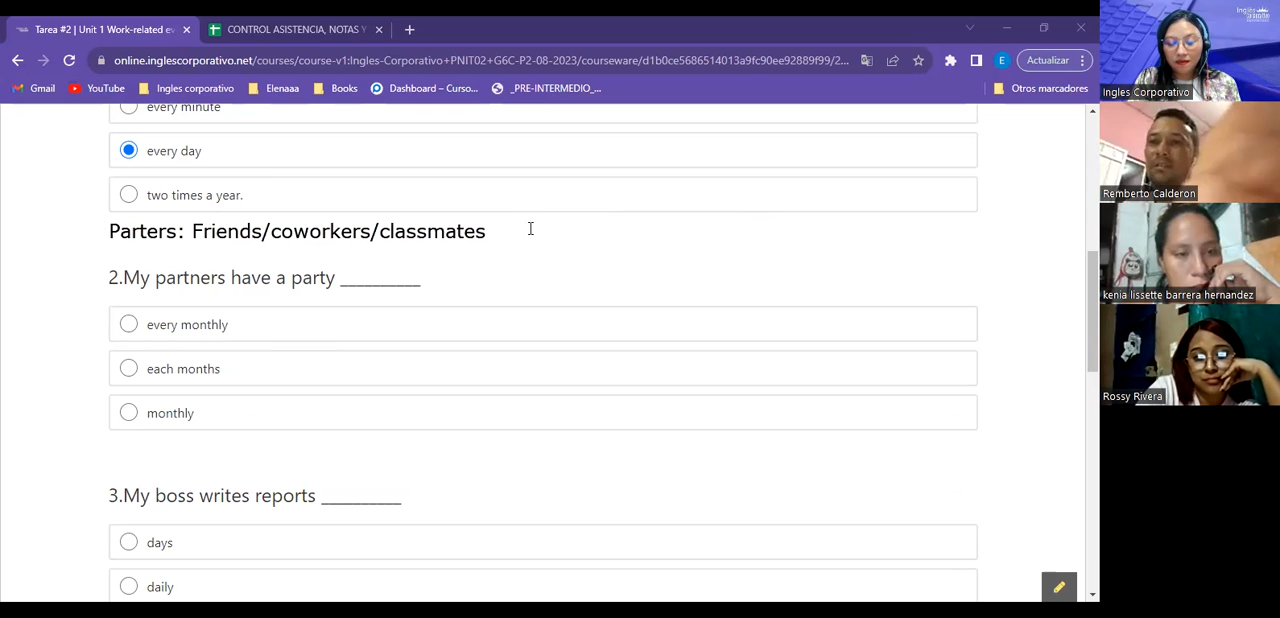 Tarea #2 | Unit 1 Work-related ev
CONTROL ASISTENCIA, NOTAS Y
online.inglescorporativo.net/courses/course-v1:Ingles-Corporativo+PNIT02+G6C-P2-08-2023/courseware/d1b0ce5686514013a9fc90ee92889f99/2...
E
Actualizar
Gmail
YouTube
Ingles corporativo
Elenaaa
Books
Dashboard – Curso...
_PRE-INTERMEDIO_...
Otros marcadores
every minute
every day
two times a year.
Parters: Friends/coworkers/classmates
2.My partners have a party __________
every monthly
each months
monthly
3.My boss writes reports __________
days
daily
Ingles Corporativo
Remberto Calderon
kenia lissette barrera hernandez
Rossy Rivera